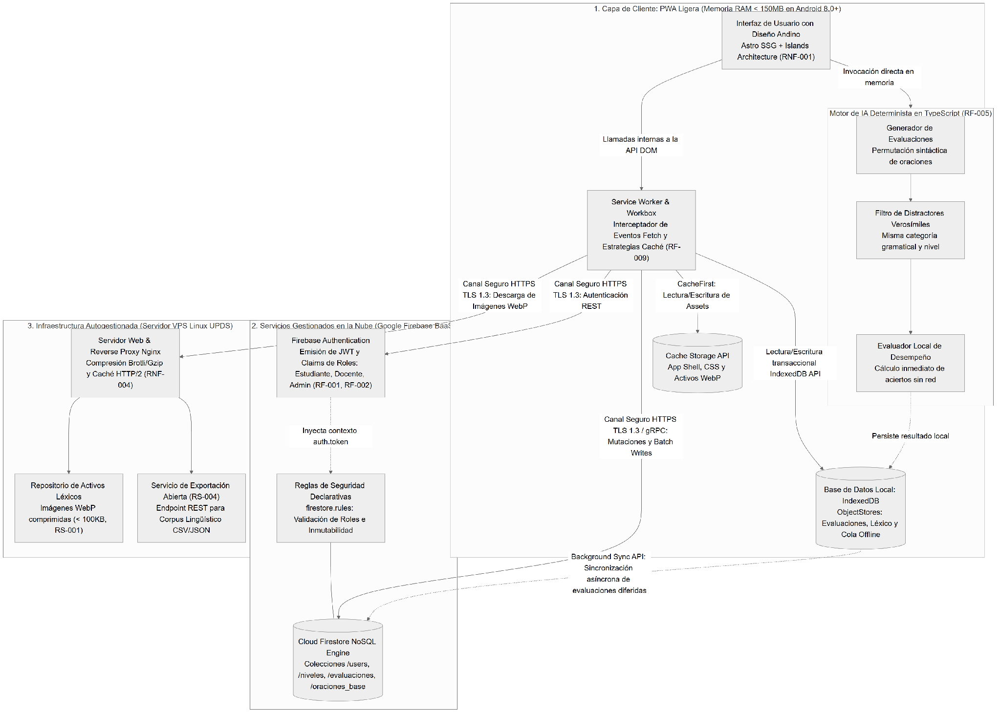 1. Capa de Cliente: PWA Ligera (Memoria RAM < 150MB en Android 8.0+)
Interfaz de Usuario con
Diseño Andino
Astro SSG + Islands
Architecture (RNF-001)
Invocación directa en
memoria
Motor de IA Determinista en TypeScript (RF-005)
Generador de
Evaluaciones
Permutación sintáctica
de oraciones
Llamadas internas a la
API DOM
Service Worker &
Workbox
Interceptador de
Eventos Fetch y
Estrategias Caché (RF-
009)
Filtro de Distractores
Verosímiles
Misma categoría
gramatical y nivel
Canal Seguro HTTPS
TLS 1.3: Descarga de
Imágenes WebP
Canal Seguro HTTPS
TLS 1.3: Autenticación
REST
CacheFirst:
Lectura/Escritura de
Assets
3. Infraestructura Autogestionada (Servidor VPS Linux UPDS)
2. Servicios Gestionados en la Nube (Google Firebase BaaS
Servidor Web &
Reverse Proxy Nginx
Compresión Brotli/Gzip
y Caché HTTP/2 (RNF-
004)
Firebase Authentication
Emisión de JWT y
Claims de Roles:
Estudiante, Docente,
Admin (RF-001, RF-002)
Cache Storage API
App Shell, CSS y
Activos WebP
Lectura/Escritura
transaccional
IndexedDB API
Evaluador Local de
Desempeño
Cálculo inmediato de
aciertos sin red
Inyecta contexto
auth.token
Canal Seguro HTTPS
TLS 1.3 / gRPC:
Mutaciones y Batch
Writes
Persiste resultado local
Repositorio de Activos
Léxicos
Imágenes WebP
comprimidas (< 100KB,
RS-001)
Servicio de Exportación
Abierta (RS-004)
Endpoint REST para
Corpus Lingüístico
CSV/JSON
Reglas de Seguridad
Declarativas
firestore.rules:
Validación de Roles e
Inmutabilidad
Base de Datos Local:
IndexedDB
ObjectStores:
Evaluaciones, Léxico y
Cola Offline
Background Sync API:
Sincronización
asíncrona de
evaluaciones diferidas
Cloud Firestore NoSQL
Engine
Colecciones /users,
/niveles, /evaluaciones,
/oraciones_base